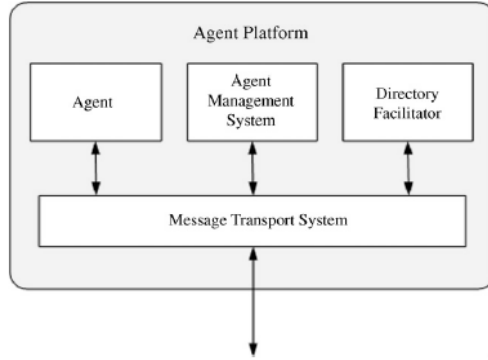 Agent Platform
Agent
Agent
Management
System
Directory
Facilitator
Message Transport System